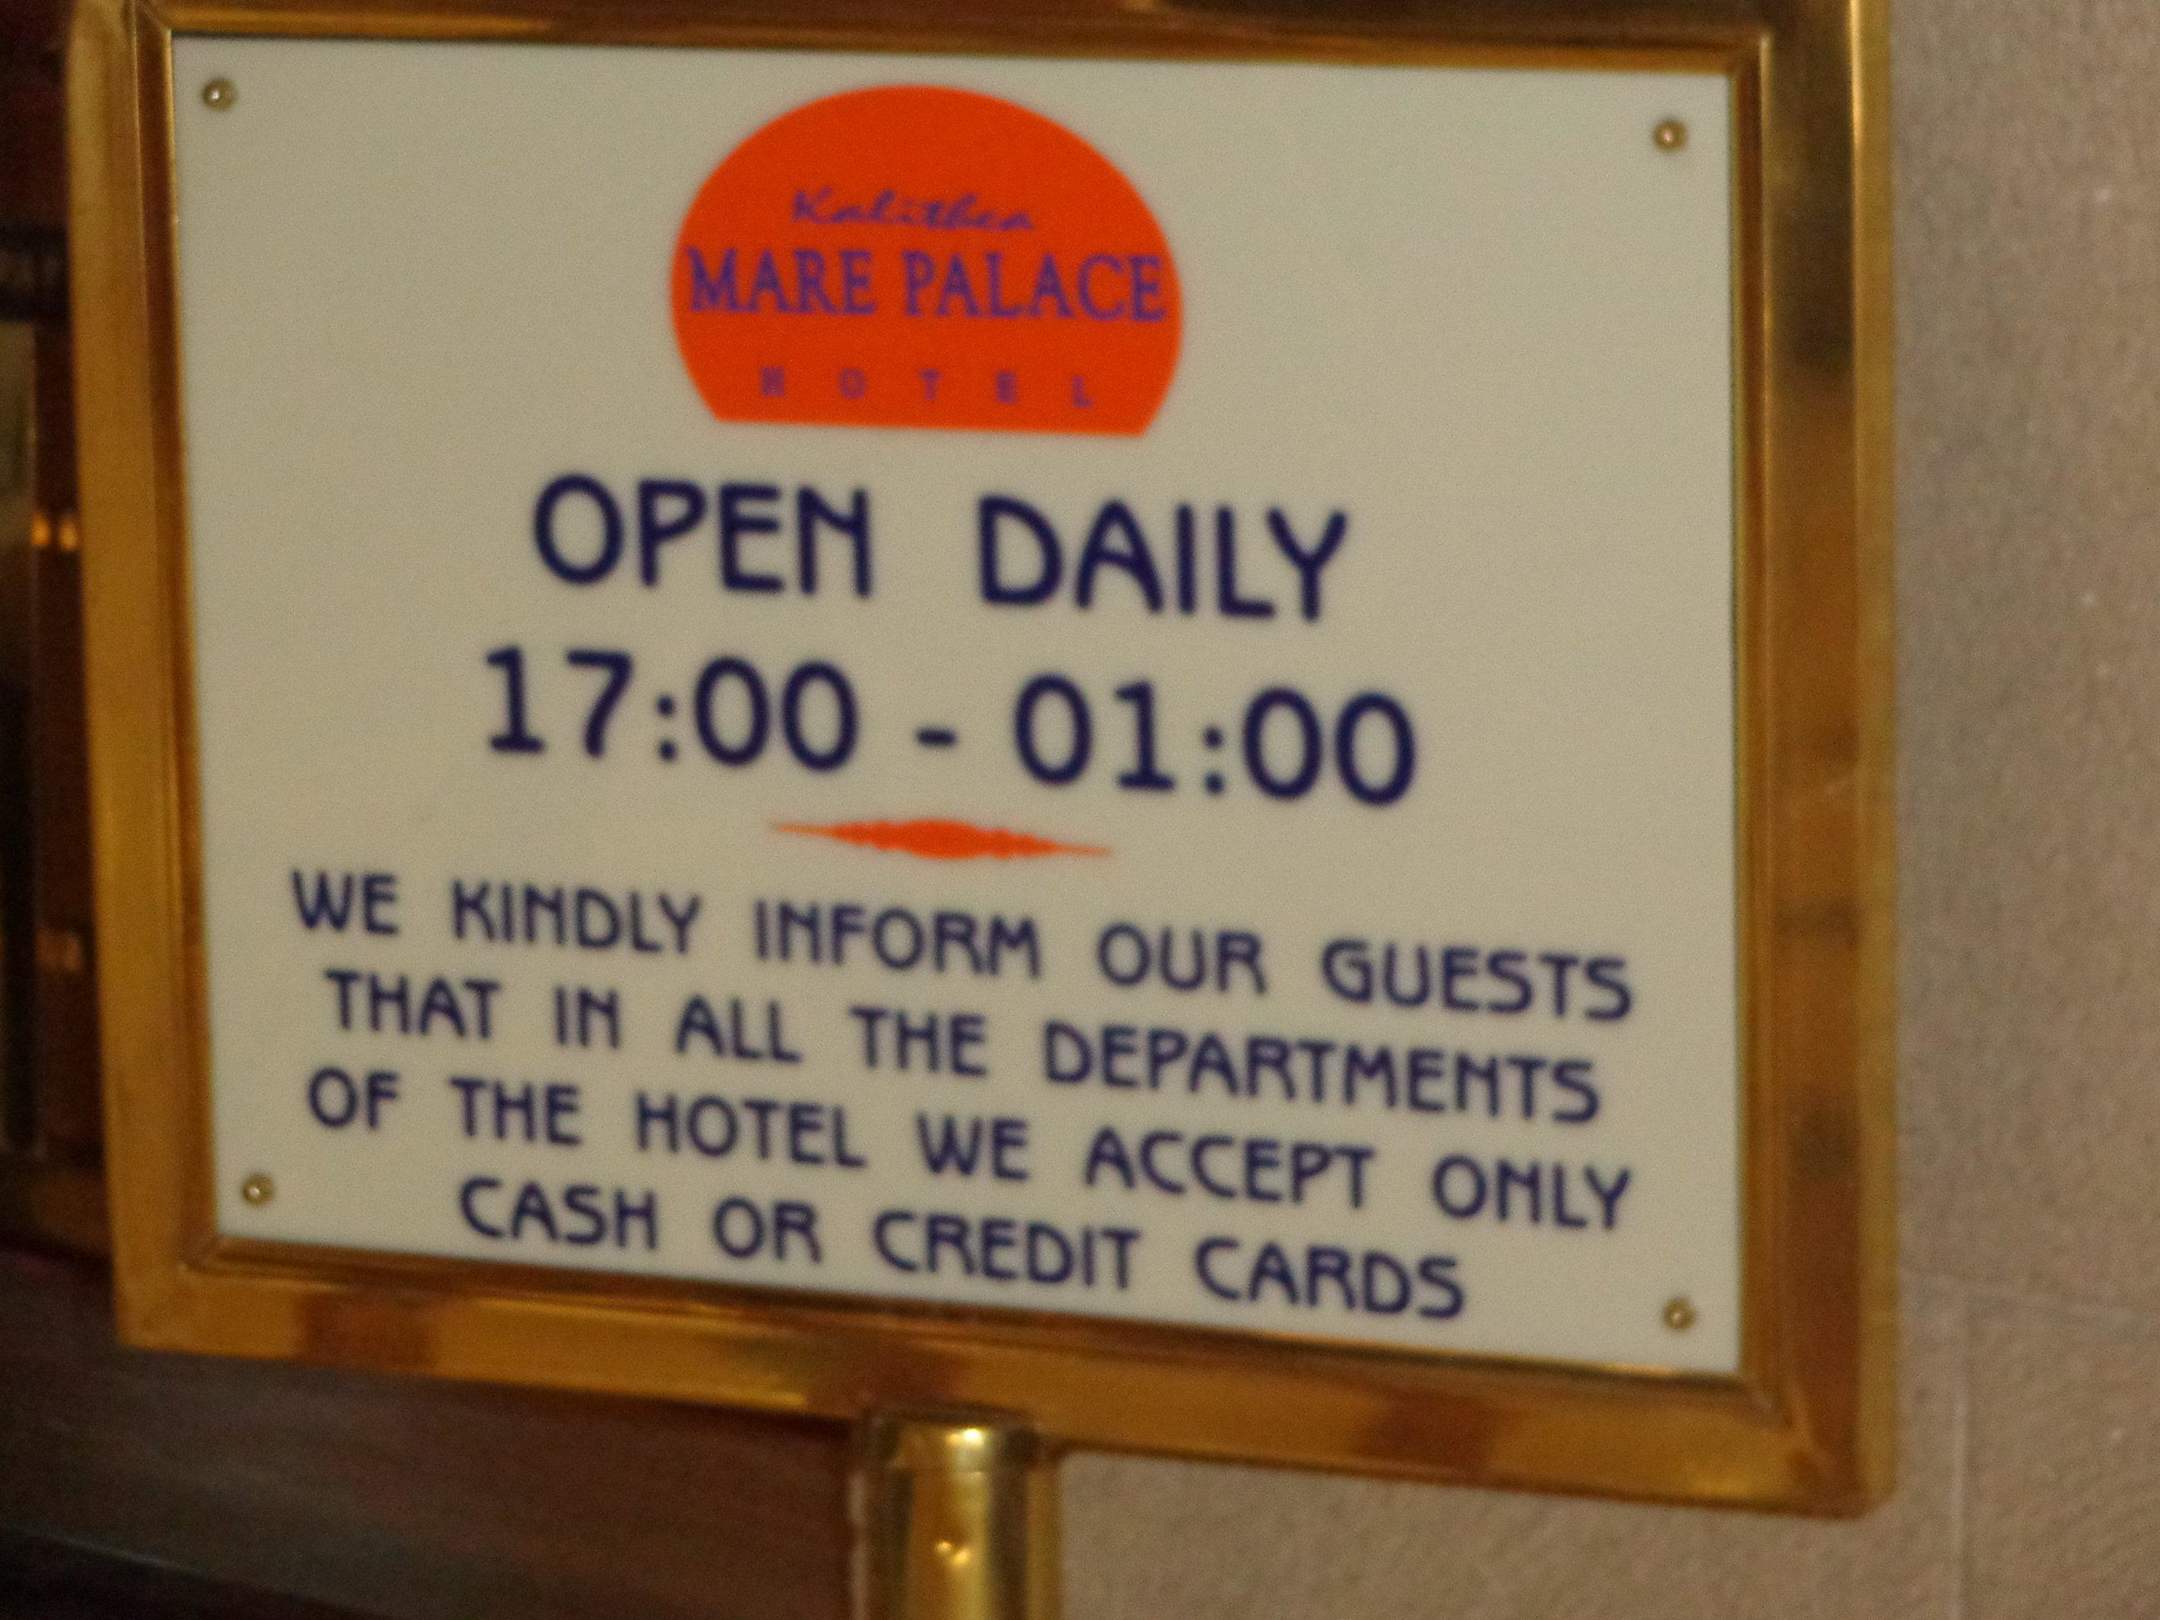 Kalithea
MARE PALACE
HOTEL
OPEN DAILY
17:00 - 01:00
WE KINDLY INFORM OUR GUESTS
THAT IN ALL THE DEPARTMENTS
OF THE HOTEL WE ACCEPT ONLY
CASH OR CREDIT CARDS